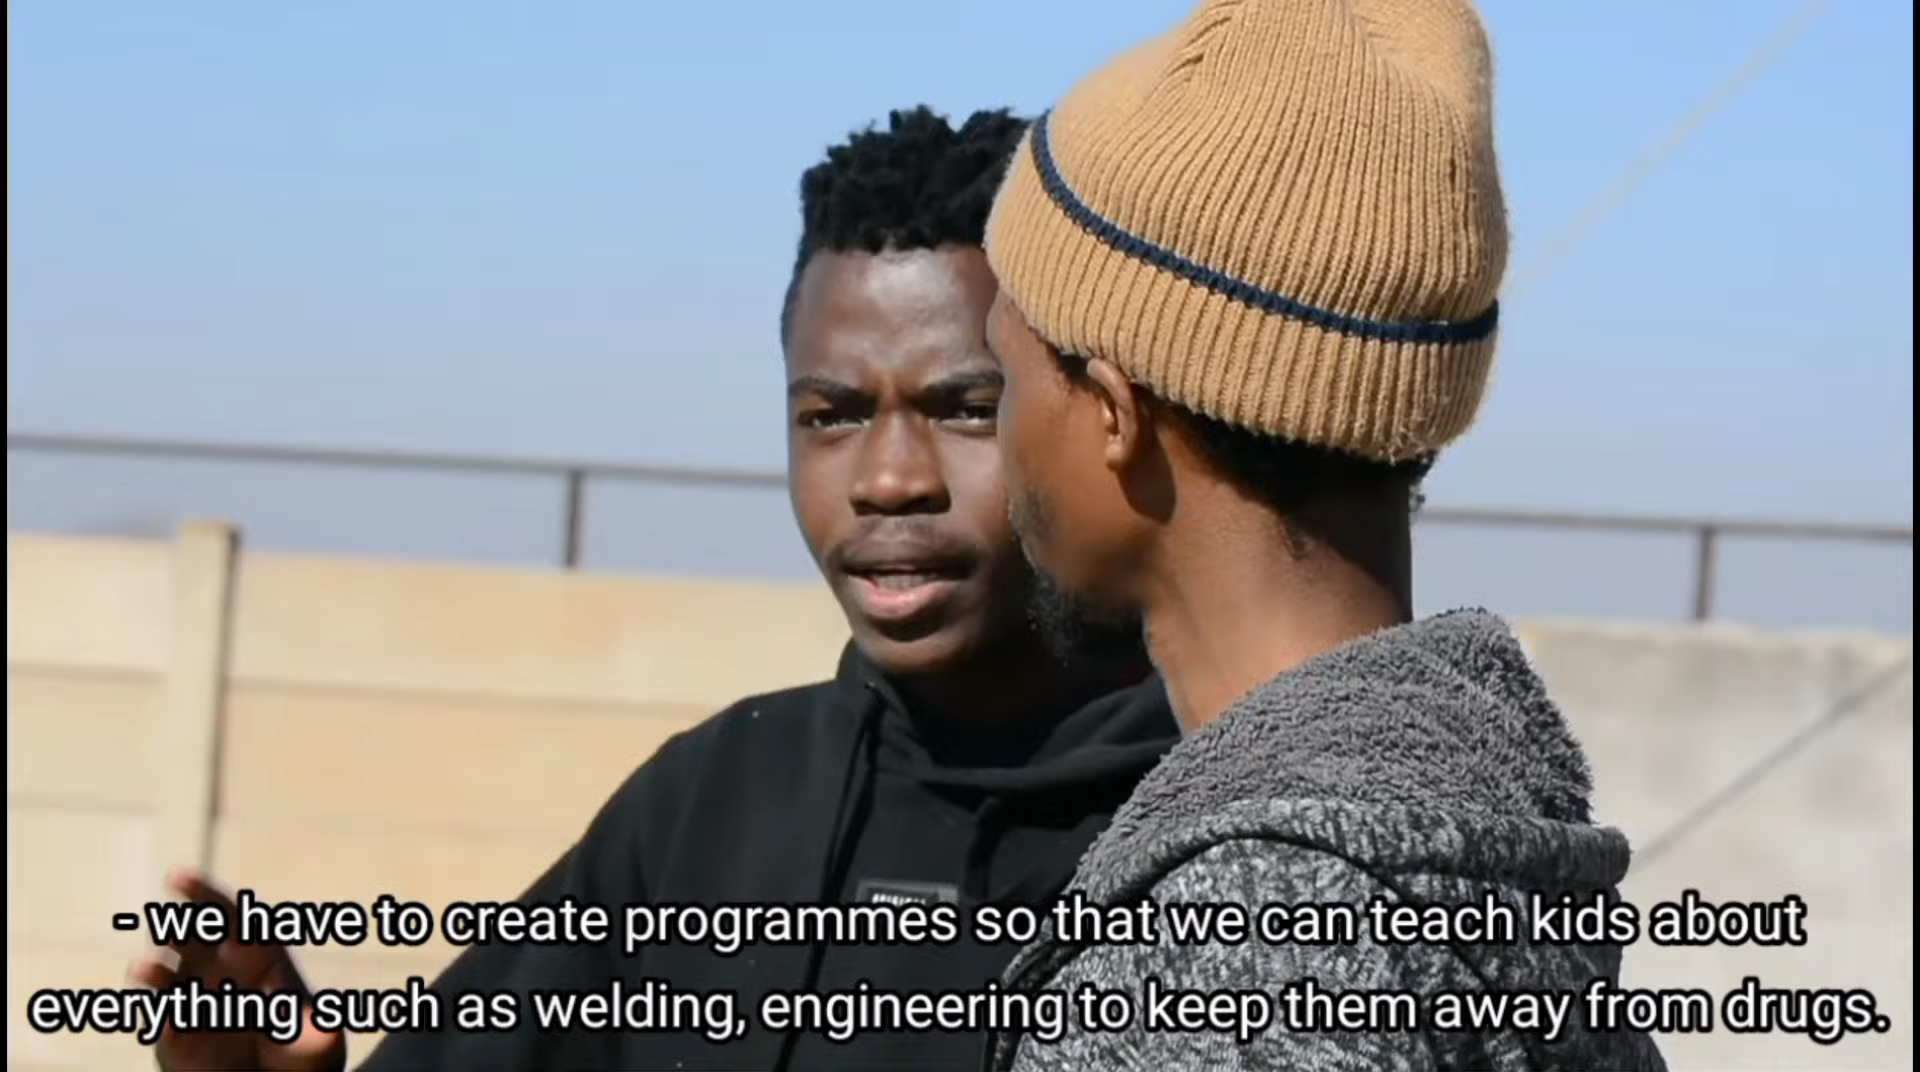 - we have to create programmes so that we can teach kids about
everything such as welding, engineering to keep them away from drugs.